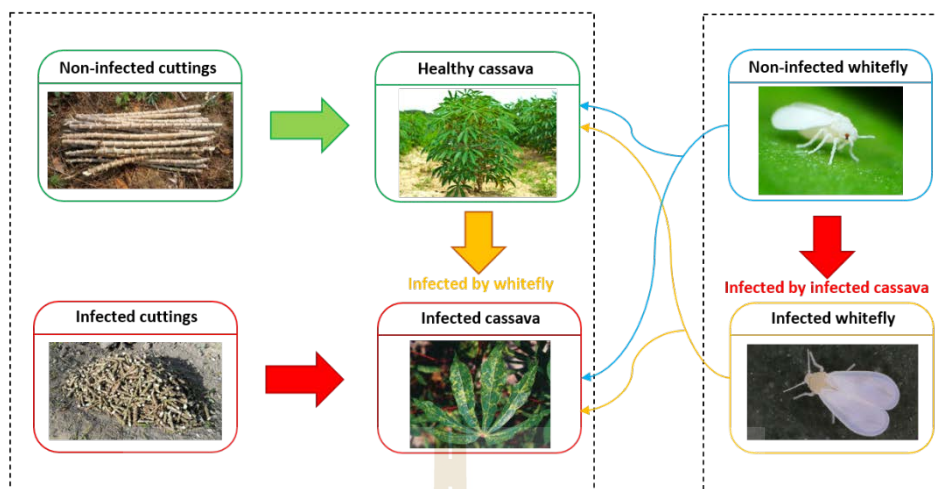 Non-infected cuttings
Healthy cassava
Non-infected whitefly
Infected by whitefly
Infected by infected cassava
Infected cuttings
Infected cassava
Infected whitefly